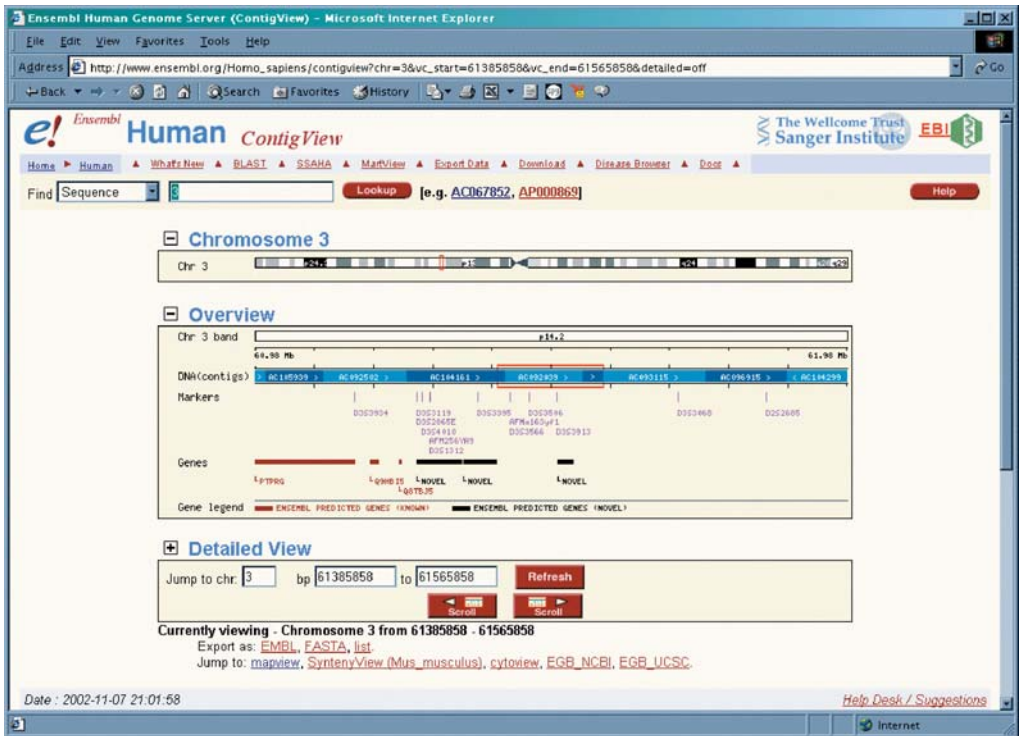 Ensembl Human Genome Server (ContigView) - Microsoft Internet Explorer
File Edit View Favorites Tools Help
Address http://www.ensembl.org/Homo_sapiens/contigview?chr=3&vc_start=61385858&vc_end=61565858&detailed=off Go
Back Search Favorites History
e! Ensembl Human ContigView The Wellcome Trust Sanger Institute EBI
Home Human What's New BLAST SSAHA MartView Export Data Download Disease Browser Docs
Find Sequence 3 Lookup [e.g. AC067852, AP000869] Help
Chromosome 3
Chr 3 q24 q29
Overview
Chr 3 band p14.2
60.98 Mb 61.98 Mb
DNA(contigs) > AC105939 > AC092502 > AC104161 > AC092039 > > AC093115 > AC096915 > < AC104299
Markers
D3S3934 D3S3119 D3S3395 D3S3506 D3S3468 D2S2685
D3S2865E AFMa163yf1
D3S4010 D3S3566 D3S3913
AFM256YH9
D3S1312
Genes
PTPRG Q9HBI5 NOVEL NOVEL NOVEL
Q8TBJ5
Gene legend ENSEMBL PREDICTED GENES (KNOWN) ENSEMBL PREDICTED GENES (NOVEL)
Detailed View
Jump to chr: 3 bp 61385858 to 61565858 Refresh
Scroll Scroll
Currently viewing - Chromosome 3 from 61385858 - 61565858
Export as: EMBL, FASTA, list.
Jump to: mapview, SyntenyView (Mus_musculus), cytoview, EGB_NCBI, EGB_UCSC.
Date : 2002-11-07 21:01:58 Help Desk / Suggestions
Internet